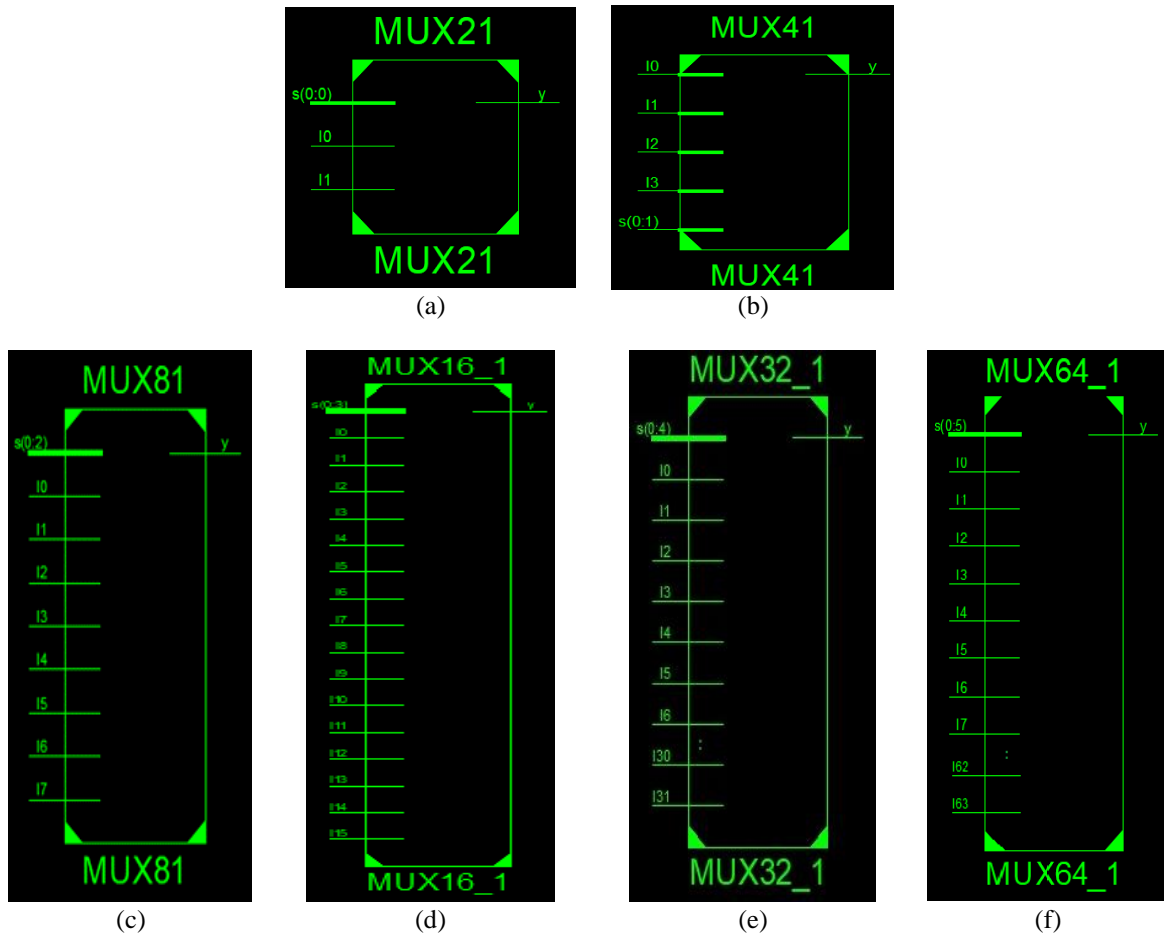 MUX21
s(0:0)
y
I0
I1
MUX21
(a)
MUX41
I0
y
I1
I2
I3
s(0:1)
MUX41
(b)
MUX81
s(0:2)
y
I0
I1
I2
I3
I4
I5
I6
I7
MUX81
(c)
MUX16_1
s(0:3)
y
I0
I1
I2
I3
I4
I5
I6
I7
I8
I9
I10
I11
I12
I13
I14
I15
MUX16_1
(d)
MUX32_1
s(0:4)
y
I0
I1
I2
I3
I4
I5
I6
:
I30
I31
MUX32_1
(e)
MUX64_1
s(0:5)
y
I0
I1
I2
I3
I4
I5
I6
I7
:
I62
I63
MUX64_1
(f)